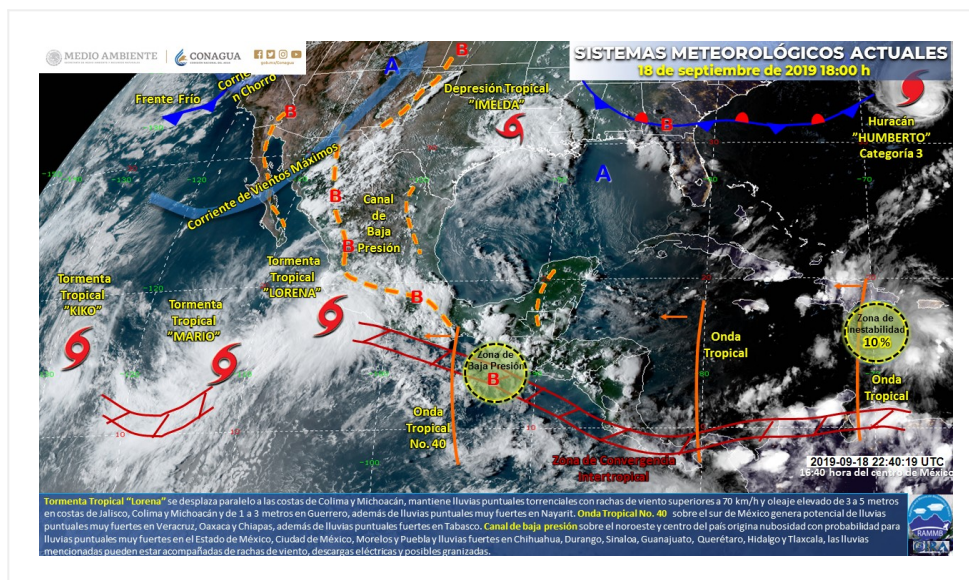 MEDIO AMBIENTE
CONAGUA
SISTEMAS METEOROLÓGICOS ACTUALES
18 de septiembre de 2019 18:00 h
Frente Frío
Corrie
n Chorro
B
A
B
Depresión Tropical
"IMELDA"
B
Huracán
"HUMBERTO"
Categoría 3
A
Corriente de Vientos Máximos
B
Canal
de
Baja
Presión
B
B
Tormenta
Tropical
"LORENA"
Tormenta
Tropical
"KIKO"
Tormenta
Tropical
"MARIO"
Zona de
Baja Presión
B
Onda
Tropical
No. 40
Onda
Tropical
Zona de
inestabilidad
10 %
Onda
Tropical
Zona de Convergencia
Intertropical
2019-09-18 22:40:19 UTC
16:40 hora del centro de México
Tormenta Tropical "Lorena" se desplaza paralelo a las costas de Colima y Michoacán, mantiene lluvias puntuales torrenciales con rachas de viento superiores a 70 km/h y oleaje elevado de 3 a 5 metros
en costas de Jalisco, Colima y Michoacán y de 1 a 3 metros en Guerrero, además de lluvias puntuales muy fuertes en Nayarit. Onda Tropical No. 40 sobre el sur de México genera potencial de lluvias
puntuales muy fuertes en Veracruz, Oaxaca y Chiapas, además de lluvias puntuales fuertes en Tabasco. Canal de baja presión sobre el noroeste y centro del país origina nubosidad con probabilidad para
lluvias puntuales muy fuertes en el Estado de México, Ciudad de México, Morelos y Puebla y lluvias fuertes en Chihuahua, Durango, Sinaloa, Guanajuato, Querétaro, Hidalgo y Tlaxcala, las lluvias
mencionadas pueden estar acompañadas de rachas de viento, descargas eléctricas y posibles granizadas.
RAMMB
CIRA